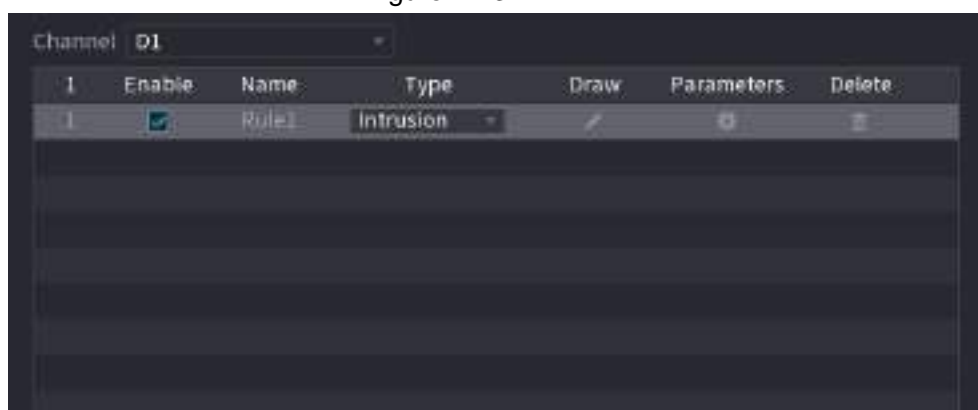 Channel D1
1 Enable Name Type Draw Parameters Delete
1 Rule1 Intrusion